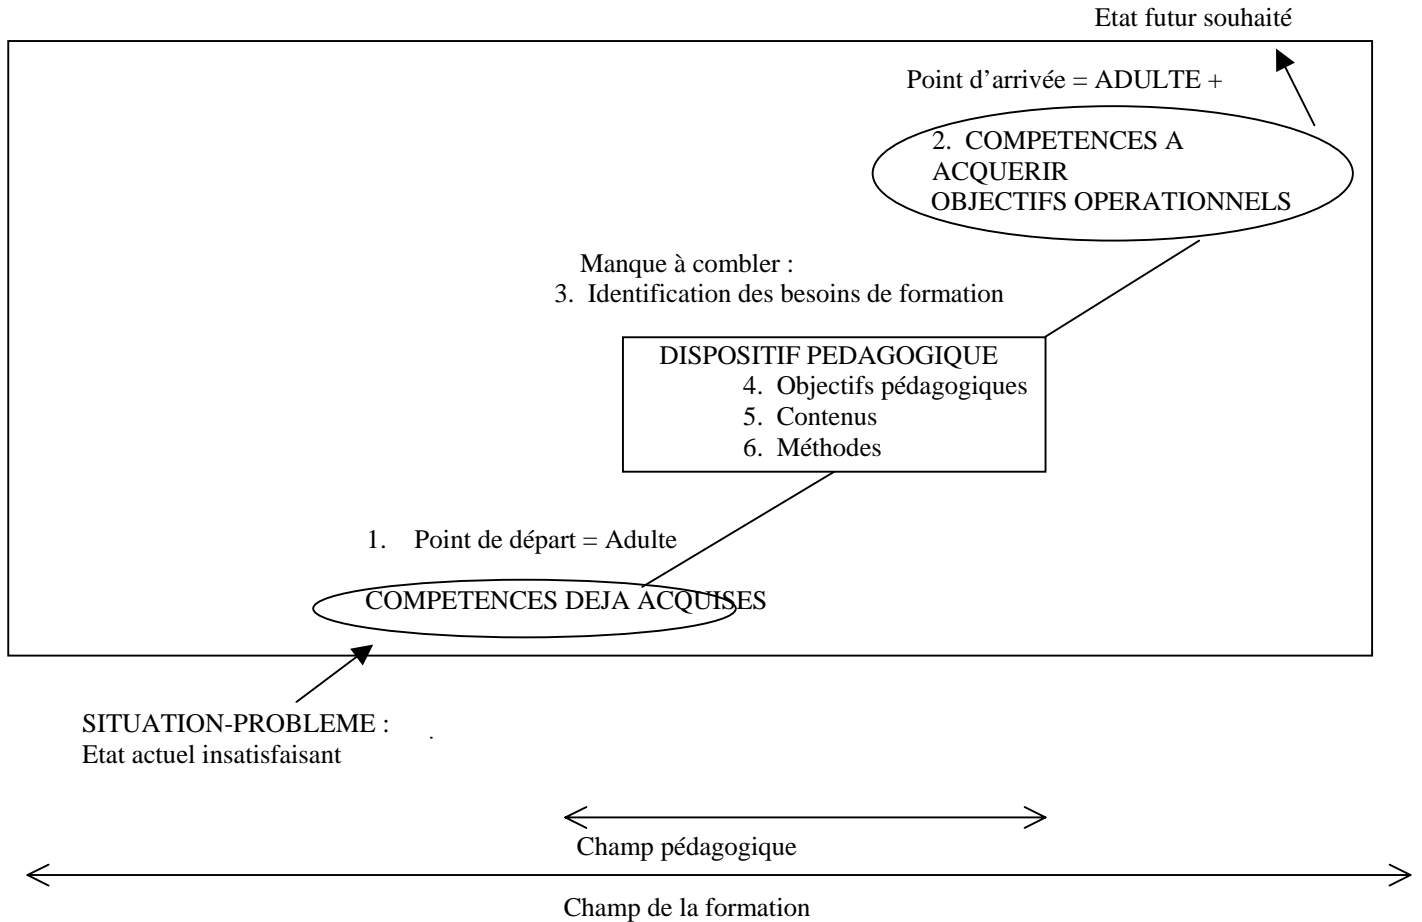 Etat futur souhaité
Point d’arrivée = ADULTE +
2. COMPETENCES A
ACQUERIR
OBJECTIFS OPERATIONNELS
Manque à combler :
3. Identification des besoins de formation
DISPOSITIF PEDAGOGIQUE
4. Objectifs pédagogiques
5. Contenus
6. Méthodes
1. Point de départ = Adulte
COMPETENCES DEJA ACQUISES
SITUATION-PROBLEME :
Etat actuel insatisfaisant
Champ pédagogique
Champ de la formation